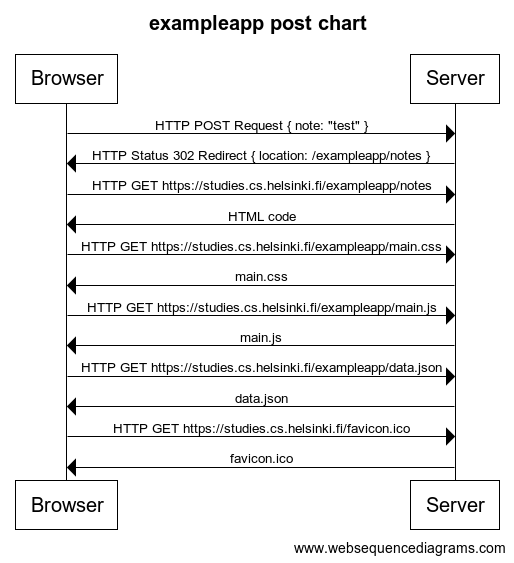 exampleapp post chart
Browser
Server
HTTP POST Request { note: "test" }
HTTP Status 302 Redirect { location: /exampleapp/notes }
HTTP GET https://studies.cs.helsinki.fi/exampleapp/notes
HTML code
HTTP GET https://studies.cs.helsinki.fi/exampleapp/main.css
main.css
HTTP GET https://studies.cs.helsinki.fi/exampleapp/main.js
main.js
HTTP GET https://studies.cs.helsinki.fi/exampleapp/data.json
data.json
HTTP GET https://studies.cs.helsinki.fi/favicon.ico
favicon.ico
Browser
Server
www.websequencediagrams.com